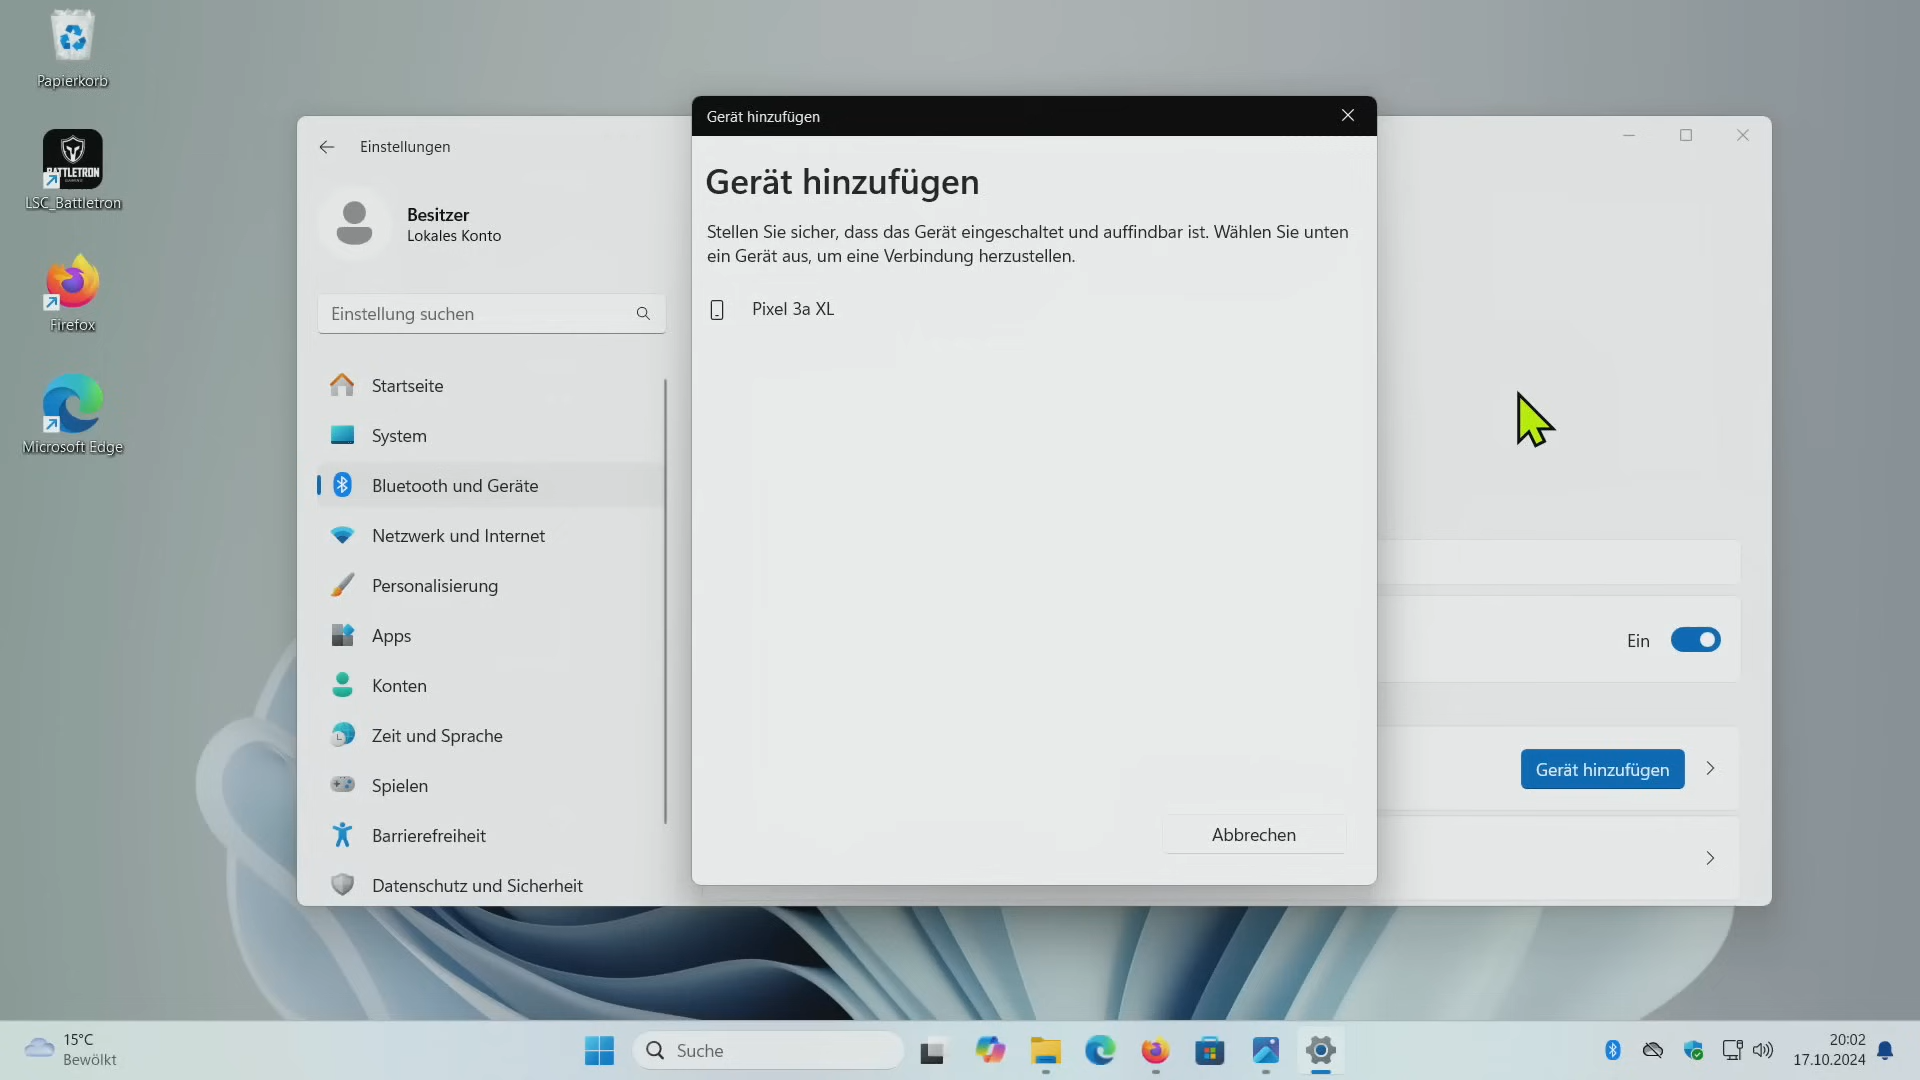 Papierkorb
BATTLETRON
GAMING
LSC_Battletron
Firefox
Microsoft Edge
Einstellungen
Besitzer
Lokales Konto
Einstellung suchen
Startseite
System
Bluetooth und Geräte
Netzwerk und Internet
Personalisierung
Apps
Konten
Zeit und Sprache
Spielen
Barrierefreiheit
Datenschutz und Sicherheit
Gerät hinzufügen
Gerät hinzufügen
Stellen Sie sicher, dass das Gerät eingeschaltet und auffindbar ist. Wählen Sie unten
ein Gerät aus, um eine Verbindung herzustellen.
Pixel 3a XL
Abbrechen
Ein
Gerät hinzufügen
15°C
Bewölkt
Suche
20:02
17.10.2024